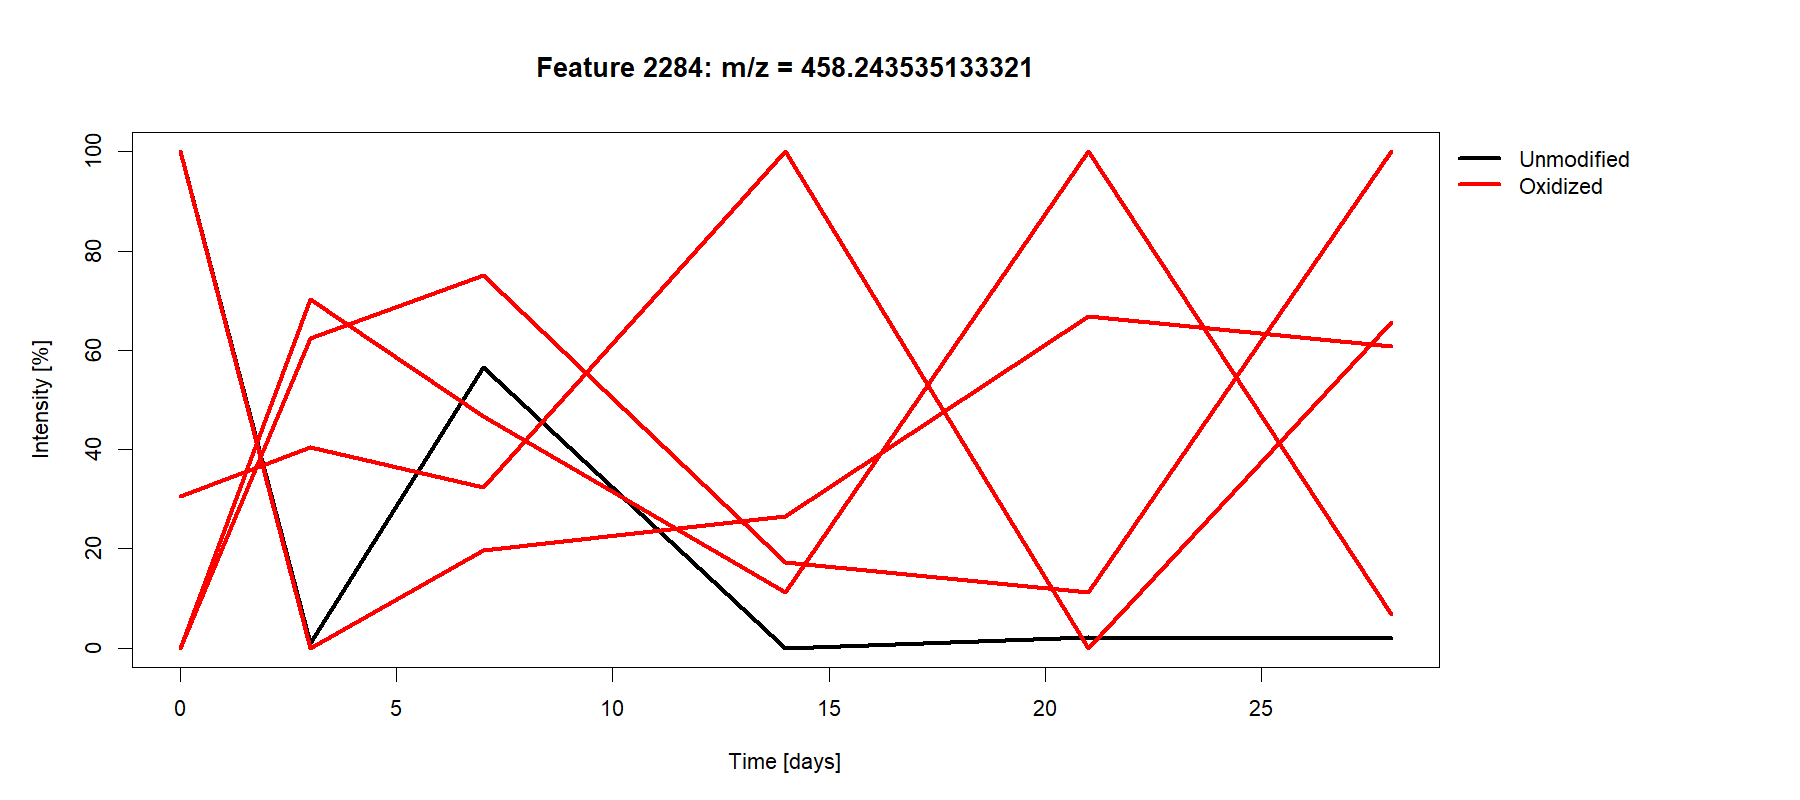 Feature 2284: m/z = 458.243535133321
Unmodified
Oxidized
Intensity [%]
100
80
60
40
20
0
0 5 10 15 20 25
Time [days]